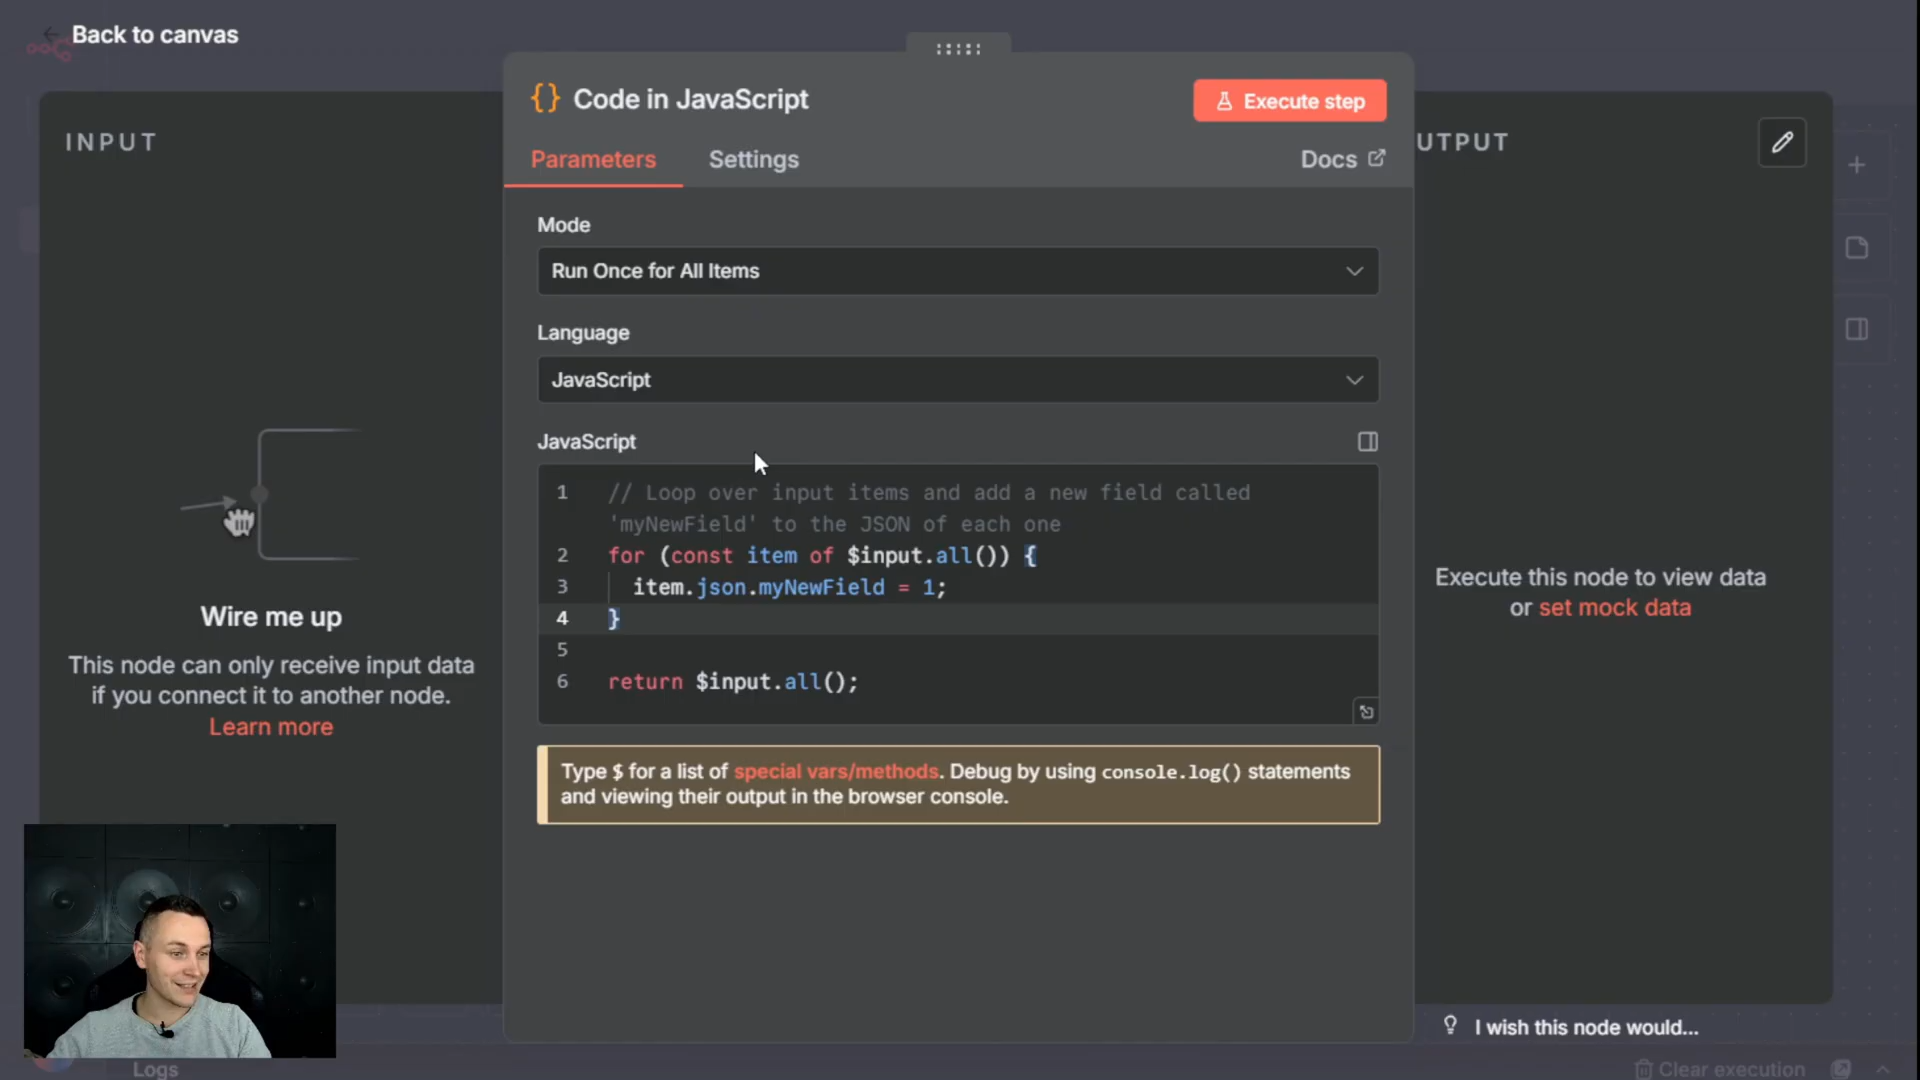 Back to canvas
INPUT
Wire me up
This node can only receive input data
if you connect it to another node.
Learn more
Code in JavaScript
Execute step
Parameters
Settings
Docs
Mode
Run Once for All Items
Language
JavaScript
JavaScript
1 // Loop over input items and add a new field called
'myNewField' to the JSON of each one
2 for (const item of $input.all()) {
3 item.json.myNewField = 1;
4 }
5
6 return $input.all();
Type $ for a list of special vars/methods. Debug by using console.log() statements
and viewing their output in the browser console.
UTPUT
Execute this node to view data
or set mock data
I wish this node would...
Logs
Clear execution